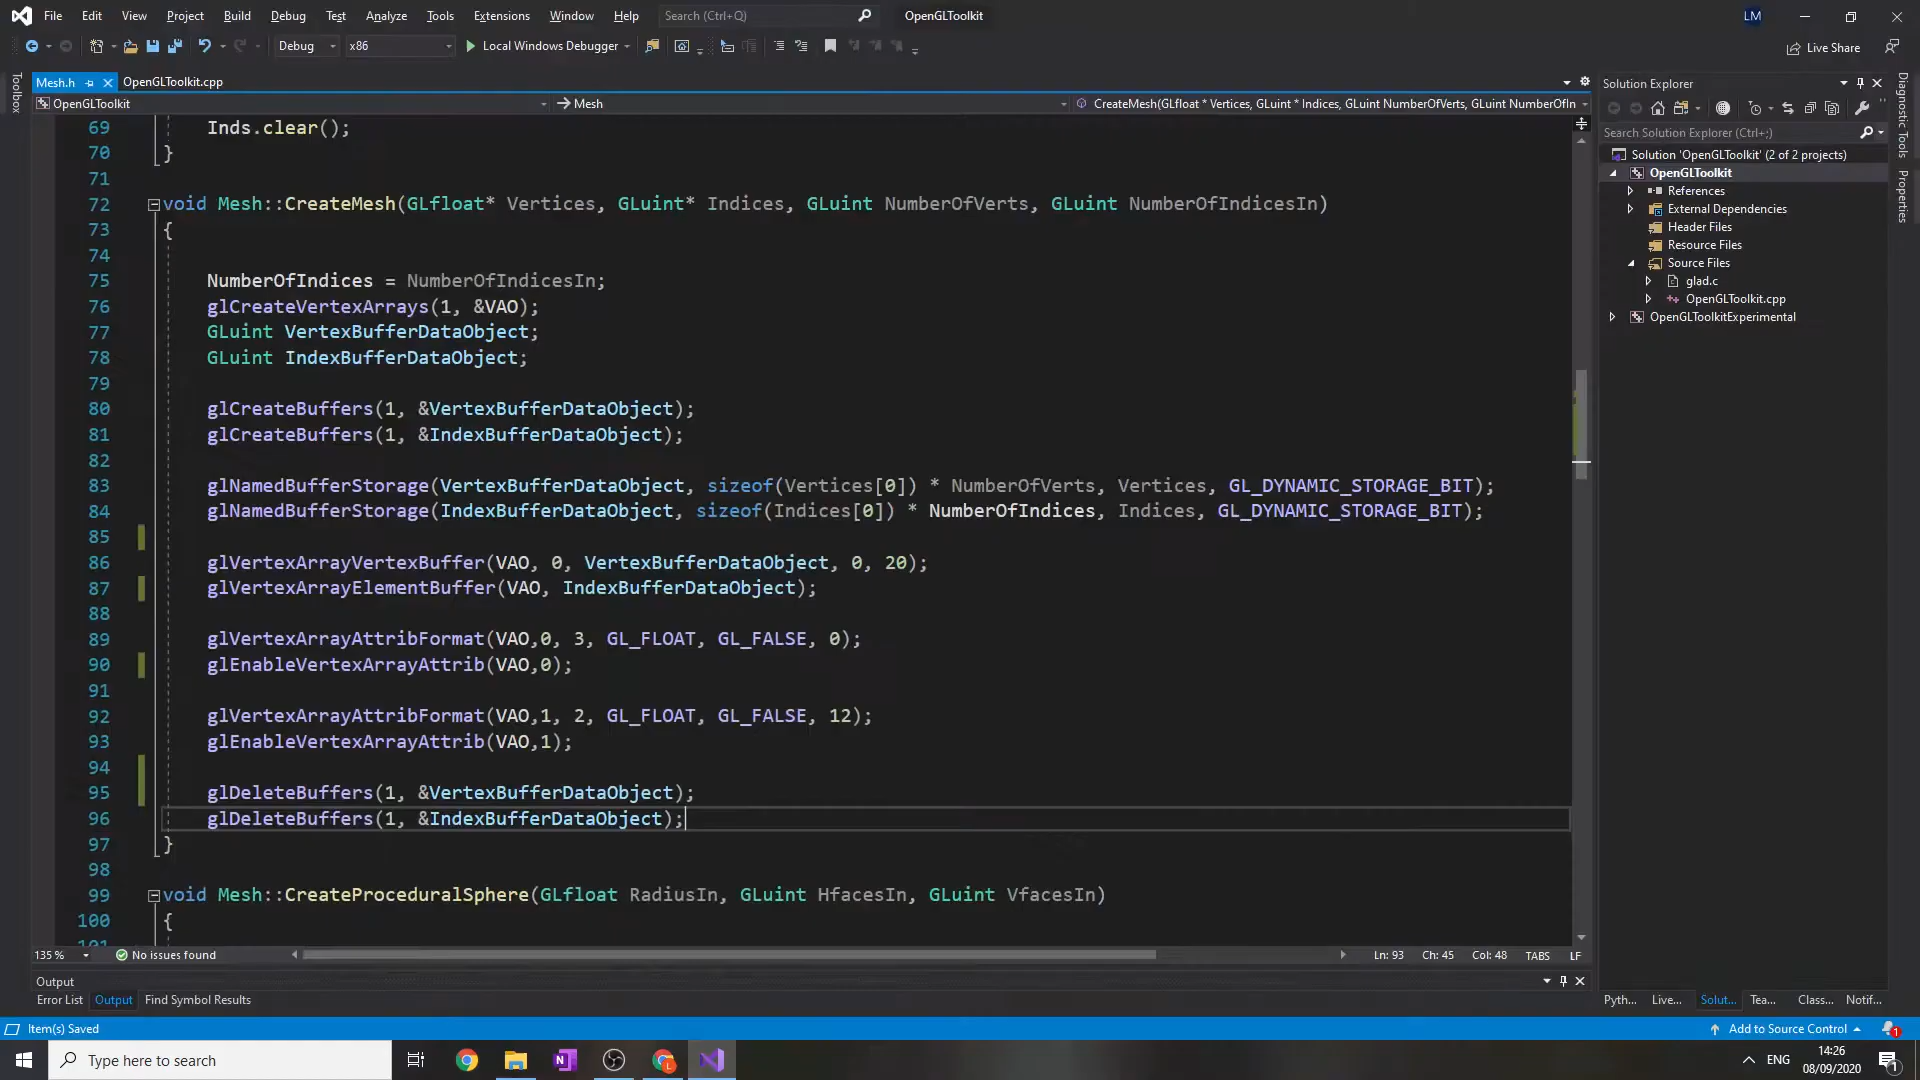 File Edit View Project Build Debug Test Analyze Tools Extensions Window Help Search (Ctrl+Q) OpenGLToolkit LM
Debug x86 Local Windows Debugger Live Share
Toolbox
Mesh.h OpenGLToolkit.cpp
OpenGLToolkit Mesh CreateMesh(GLfloat * Vertices, GLuint * Indices, GLuint NumberOfVerts, GLuint NumberOfIn
69 Inds.clear();
70 }
71
72 void Mesh::CreateMesh(GLfloat* Vertices, GLuint* Indices, GLuint NumberOfVerts, GLuint NumberOfIndicesIn)
73 {
74
75 NumberOfIndices = NumberOfIndicesIn;
76 glCreateVertexArrays(1, &VAO);
77 GLuint VertexBufferDataObject;
78 GLuint IndexBufferDataObject;
79
80 glCreateBuffers(1, &VertexBufferDataObject);
81 glCreateBuffers(1, &IndexBufferDataObject);
82
83 glNamedBufferStorage(VertexBufferDataObject, sizeof(Vertices[0]) * NumberOfVerts, Vertices, GL_DYNAMIC_STORAGE_BIT);
84 glNamedBufferStorage(IndexBufferDataObject, sizeof(Indices[0]) * NumberOfIndices, Indices, GL_DYNAMIC_STORAGE_BIT);
85
86 glVertexArrayVertexBuffer(VAO, 0, VertexBufferDataObject, 0, 20);
87 glVertexArrayElementBuffer(VAO, IndexBufferDataObject);
88
89 glVertexArrayAttribFormat(VAO,0, 3, GL_FLOAT, GL_FALSE, 0);
90 glEnableVertexArrayAttrib(VAO,0);
91
92 glVertexArrayAttribFormat(VAO,1, 2, GL_FLOAT, GL_FALSE, 12);
93 glEnableVertexArrayAttrib(VAO,1);
94
95 glDeleteBuffers(1, &VertexBufferDataObject);
96 glDeleteBuffers(1, &IndexBufferDataObject);
97 }
98
99 void Mesh::CreateProceduralSphere(GLfloat RadiusIn, GLuint HfacesIn, GLuint VfacesIn)
100 {
101
135 % No issues found Ln: 93 Ch: 45 Col: 48 TABS LF
Output
Error List Output Find Symbol Results
Solution Explorer
Search Solution Explorer (Ctrl+;)
Solution 'OpenGLToolkit' (2 of 2 projects)
OpenGLToolkit
References
External Dependencies
Header Files
Resource Files
Source Files
glad.c
OpenGLToolkit.cpp
OpenGLToolkitExperimental
Pyth... Live... Solut... Tea... Class... Notif...
Diagnostic Tools
Properties
Item(s) Saved Add to Source Control 1
Type here to search ENG 14:26
08/09/2020 1